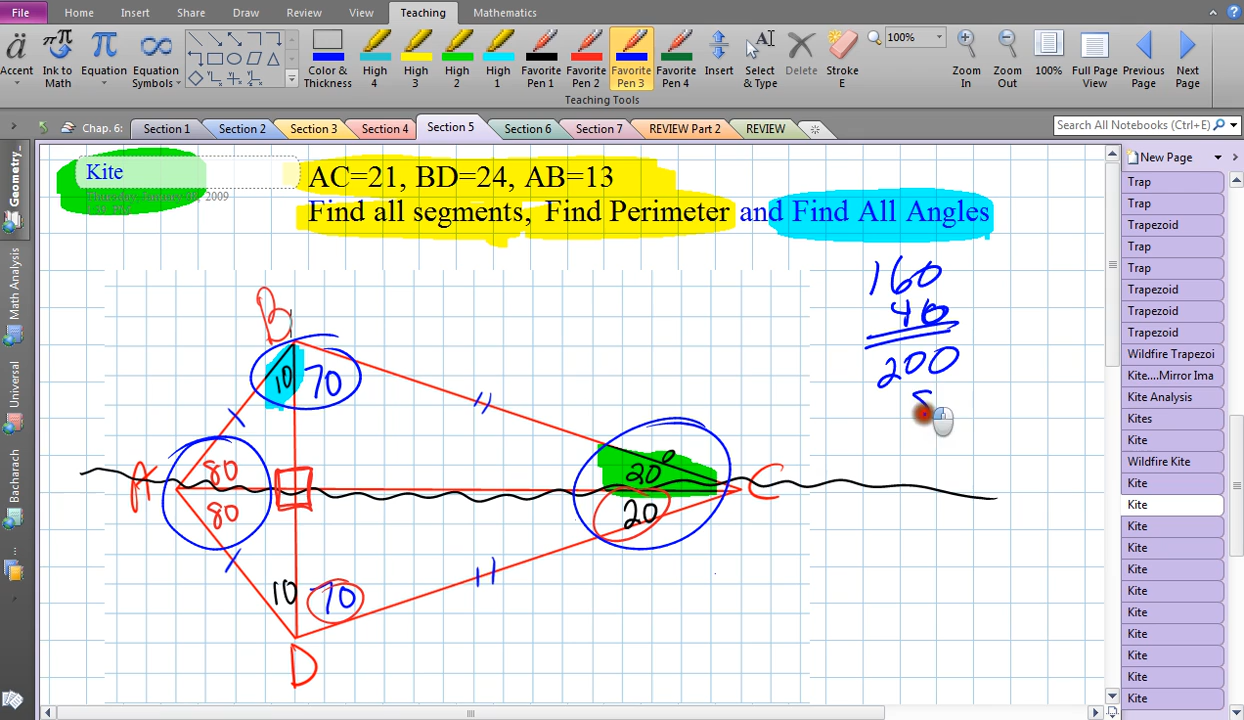 File Home Insert Share Draw Review View Teaching Mathematics
ä π 100%
Accent Ink to Math Equation Equation Symbols Color & Thickness High 4 High 3 High 2 High 1 Favorite Pen 1 Favorite Pen 2 Favorite Pen 3 Favorite Pen 4 Insert Select & Type Delete Stroke E Zoom In Zoom Out 100% Full Page View Previous Page Next Page
Teaching Tools
Chap. 6: Section 1 Section 2 Section 3 Section 4 Section 5 Section 6 Section 7 REVIEW Part 2 REVIEW Search All Notebooks (Ctrl+E)
Geometry_
Math Analysis
Universal
Bacharach
Kite
2009
AC=21, BD=24, AB=13
Find all segments, Find Perimeter and Find All Angles
160
40
200
B
10 70
A 80
80
20°
20
C
10 70
D
New Page
Trap
Trap
Trapezoid
Trap
Trap
Trapezoid
Trapezoid
Trapezoid
Wildfire Trapezoi
Kite....Mirror Ima
Kite Analysis
Kites
Kite
Wildfire Kite
Kite
Kite
Kite
Kite
Kite
Kite
Kite
Kite
Kite
Kite
Kite